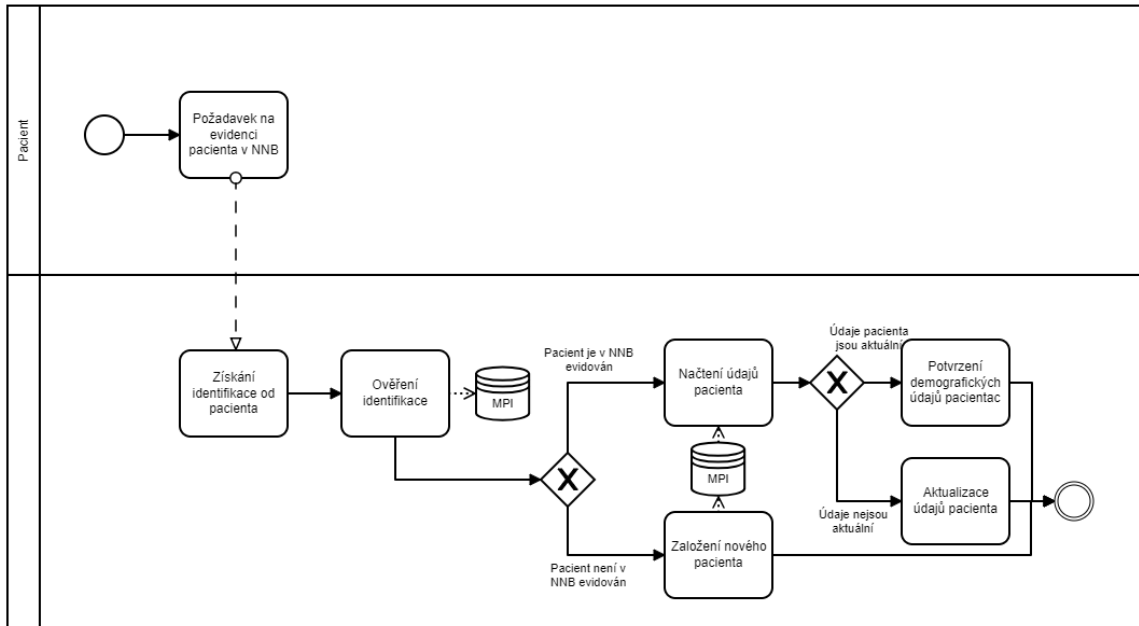 Pacient
Požadavek na
evidenci
pacienta v NNB
Získání
identifikace od
pacienta
Ověření
identifikace
MPI
Pacient je v NNB
evidován
Pacient není v
NNB evidován
Načtení údajů
pacienta
MPI
Založení nového
pacienta
Údaje pacienta
jsou aktuální
Údaje nejsou
aktuální
Potvrzení
demografických
údajů pacientac
Aktualizace
údajů pacienta